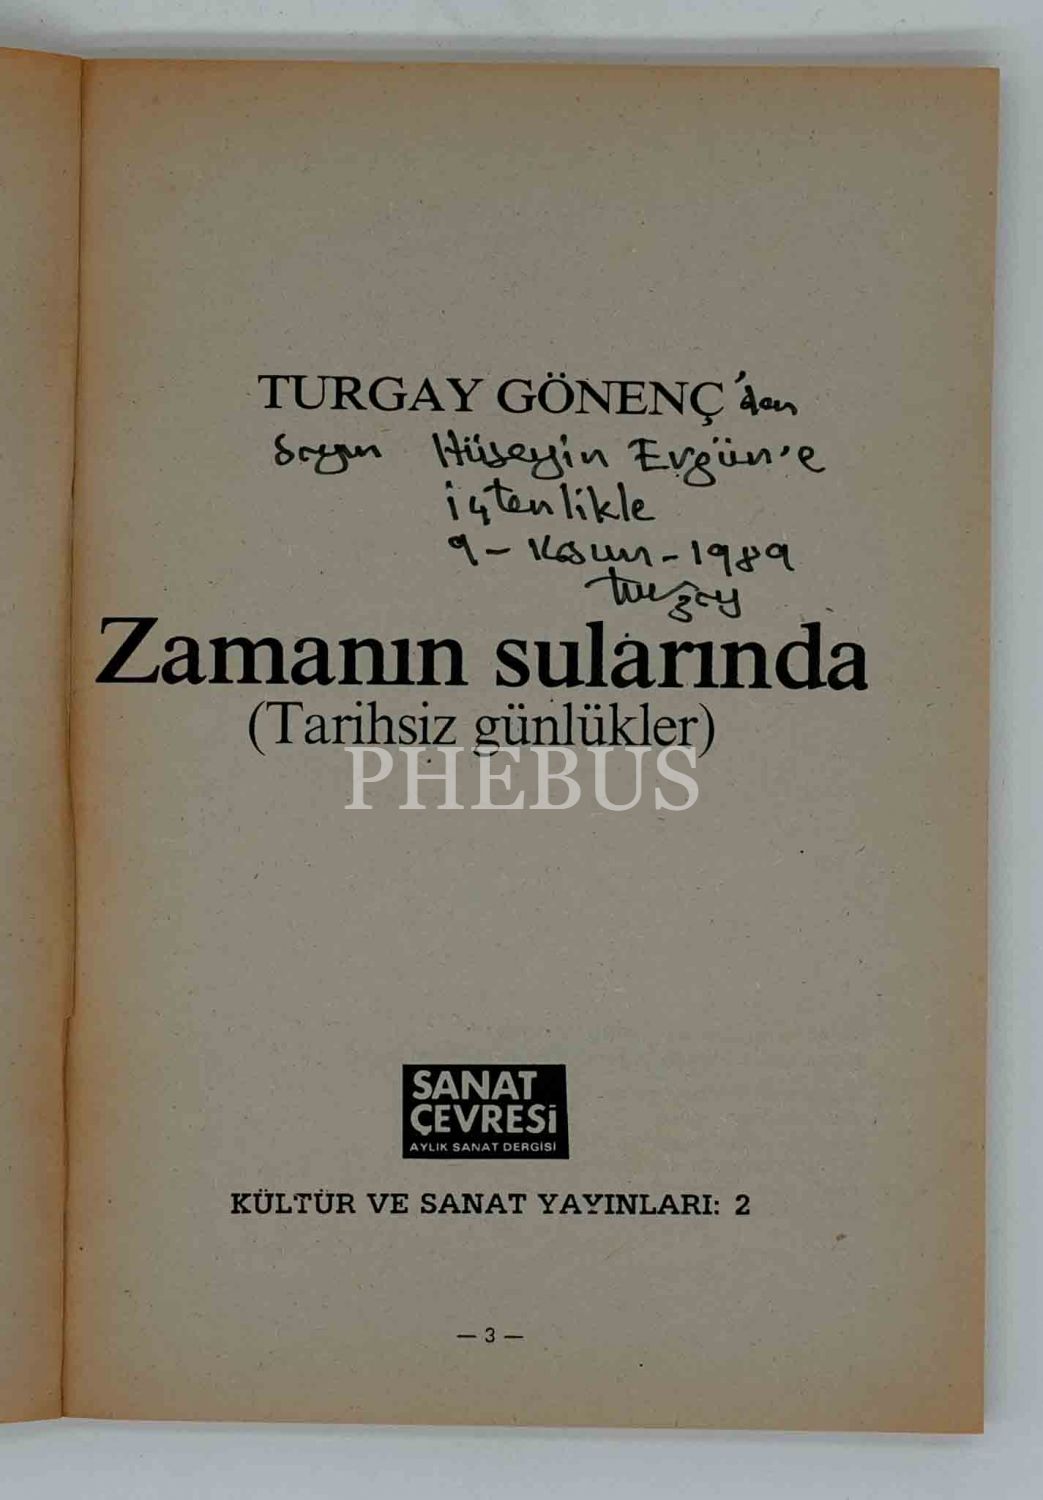 TURGAY GÖNENÇ'den
Sayın Hüseyin Ergün'e
içtenlikle
9 - Kasım - 1989
Turgay
Zamanın sularında
(Tarihsiz günlükler)
PHEBUS
SANAT
ÇEVRESİ
AYLIK SANAT DERGİSİ
KÜLTÜR VE SANAT YAYINLARI: 2
— 3 —